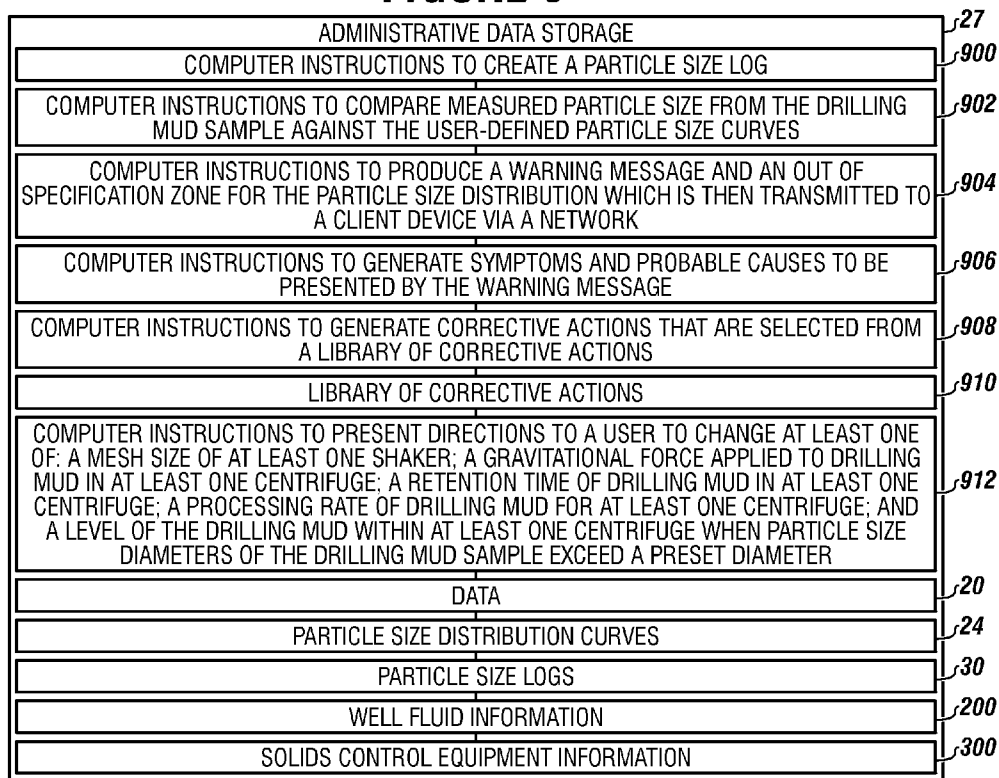 ADMINISTRATIVE DATA STORAGE
27
COMPUTER INSTRUCTIONS TO CREATE A PARTICLE SIZE LOG
900
COMPUTER INSTRUCTIONS TO COMPARE MEASURED PARTICLE SIZE FROM THE DRILLING
MUD SAMPLE AGAINST THE USER-DEFINED PARTICLE SIZE CURVES
902
COMPUTER INSTRUCTIONS TO PRODUCE A WARNING MESSAGE AND AN OUT OF
SPECIFICATION ZONE FOR THE PARTICLE SIZE DISTRIBUTION WHICH IS THEN TRANSMITTED TO
A CLIENT DEVICE VIA A NETWORK
904
COMPUTER INSTRUCTIONS TO GENERATE SYMPTOMS AND PROBABLE CAUSES TO BE
PRESENTED BY THE WARNING MESSAGE
906
COMPUTER INSTRUCTIONS TO GENERATE CORRECTIVE ACTIONS THAT ARE SELECTED FROM
A LIBRARY OF CORRECTIVE ACTIONS
908
LIBRARY OF CORRECTIVE ACTIONS
910
COMPUTER INSTRUCTIONS TO PRESENT DIRECTIONS TO A USER TO CHANGE AT LEAST ONE
OF: A MESH SIZE OF AT LEAST ONE SHAKER; A GRAVITATIONAL FORCE APPLIED TO DRILLING
MUD IN AT LEAST ONE CENTRIFUGE; A RETENTION TIME OF DRILLING MUD IN AT LEAST ONE
CENTRIFUGE; A PROCESSING RATE OF DRILLING MUD FOR AT LEAST ONE CENTRIFUGE; AND
A LEVEL OF THE DRILLING MUD WITHIN AT LEAST ONE CENTRIFUGE WHEN PARTICLE SIZE
DIAMETERS OF THE DRILLING MUD SAMPLE EXCEED A PRESET DIAMETER
912
DATA
20
PARTICLE SIZE DISTRIBUTION CURVES
24
PARTICLE SIZE LOGS
30
WELL FLUID INFORMATION
200
SOLIDS CONTROL EQUIPMENT INFORMATION
300